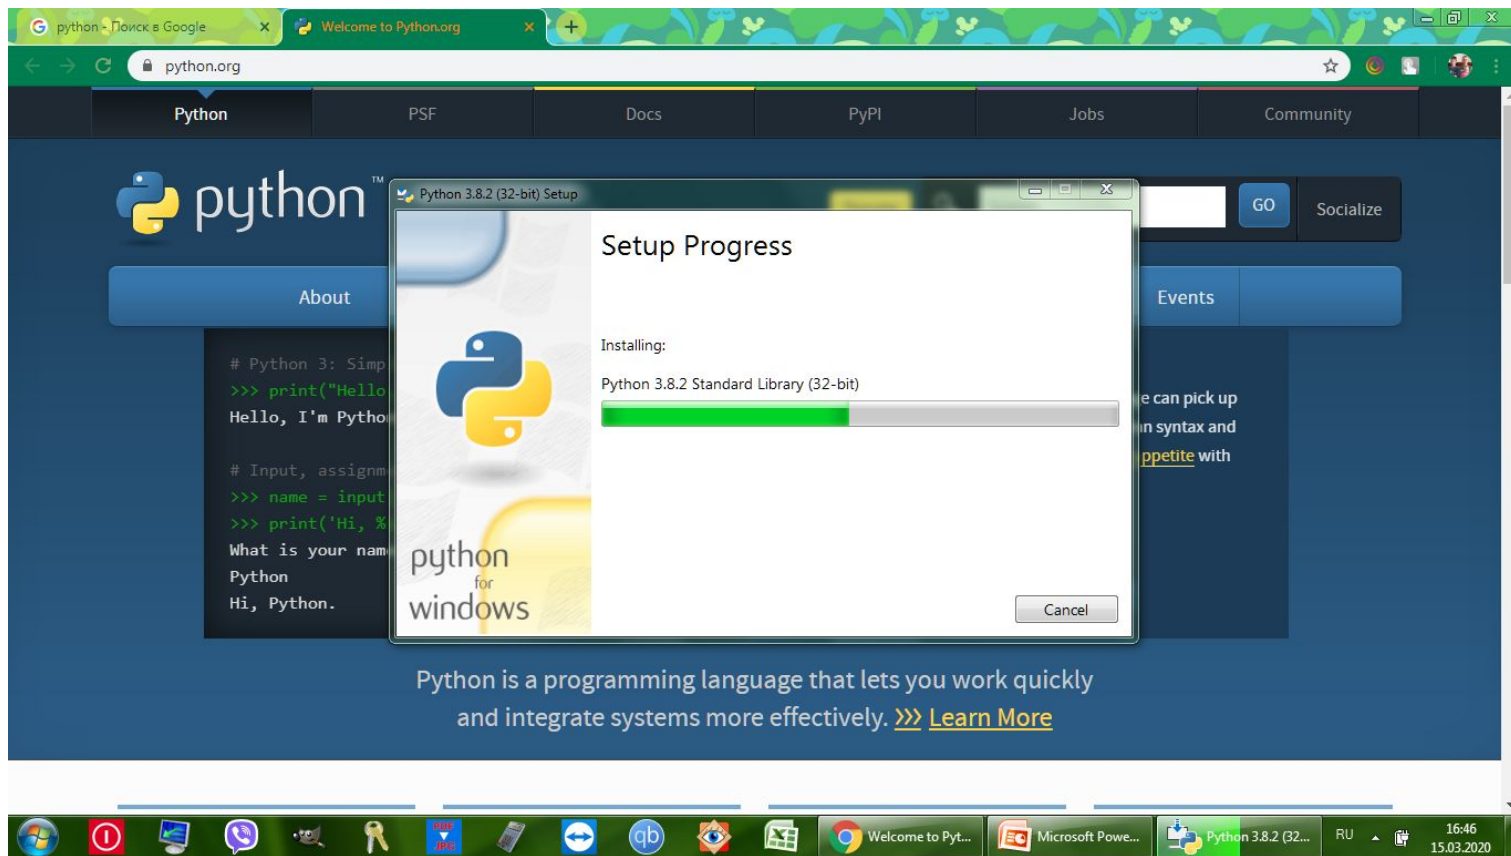 python - Поиск в Google
Welcome to Python.org
python.org
Python PSF Docs PyPI Jobs Community
python™
GO Socialize
Python 3.8.2 (32-bit) Setup
Setup Progress
About Events
Installing:
Python 3.8.2 Standard Library (32-bit)
# Python 3: Simp
>>> print("Hello
Hello, I'm Pytho
# Input, assignm
>>> name = input
>>> print('Hi, %
What is your nam
Python
Hi, Python.
e can pick up
n syntax and
ppetite with
python
for
windows
Cancel
Python is a programming language that lets you work quickly
and integrate systems more effectively. >>> Learn More
PDF
JPG
qb
Welcome to Pyt...
Microsoft Powe...
Python 3.8.2 (32...
RU
16:46
15.03.2020